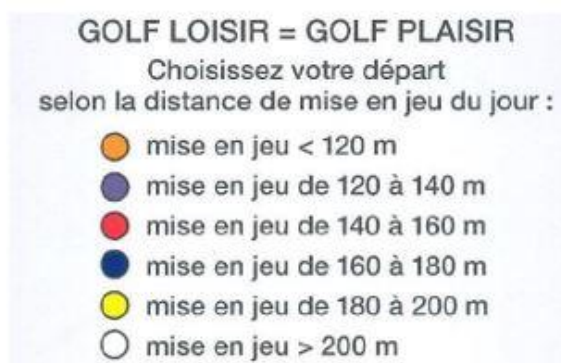 GOLF LOISIR = GOLF PLAISIR
Choisissez votre départ
selon la distance de mise en jeu du jour :
mise en jeu < 120 m
mise en jeu de 120 à 140 m
mise en jeu de 140 à 160 m
mise en jeu de 160 à 180 m
mise en jeu de 180 à 200 m
mise en jeu > 200 m